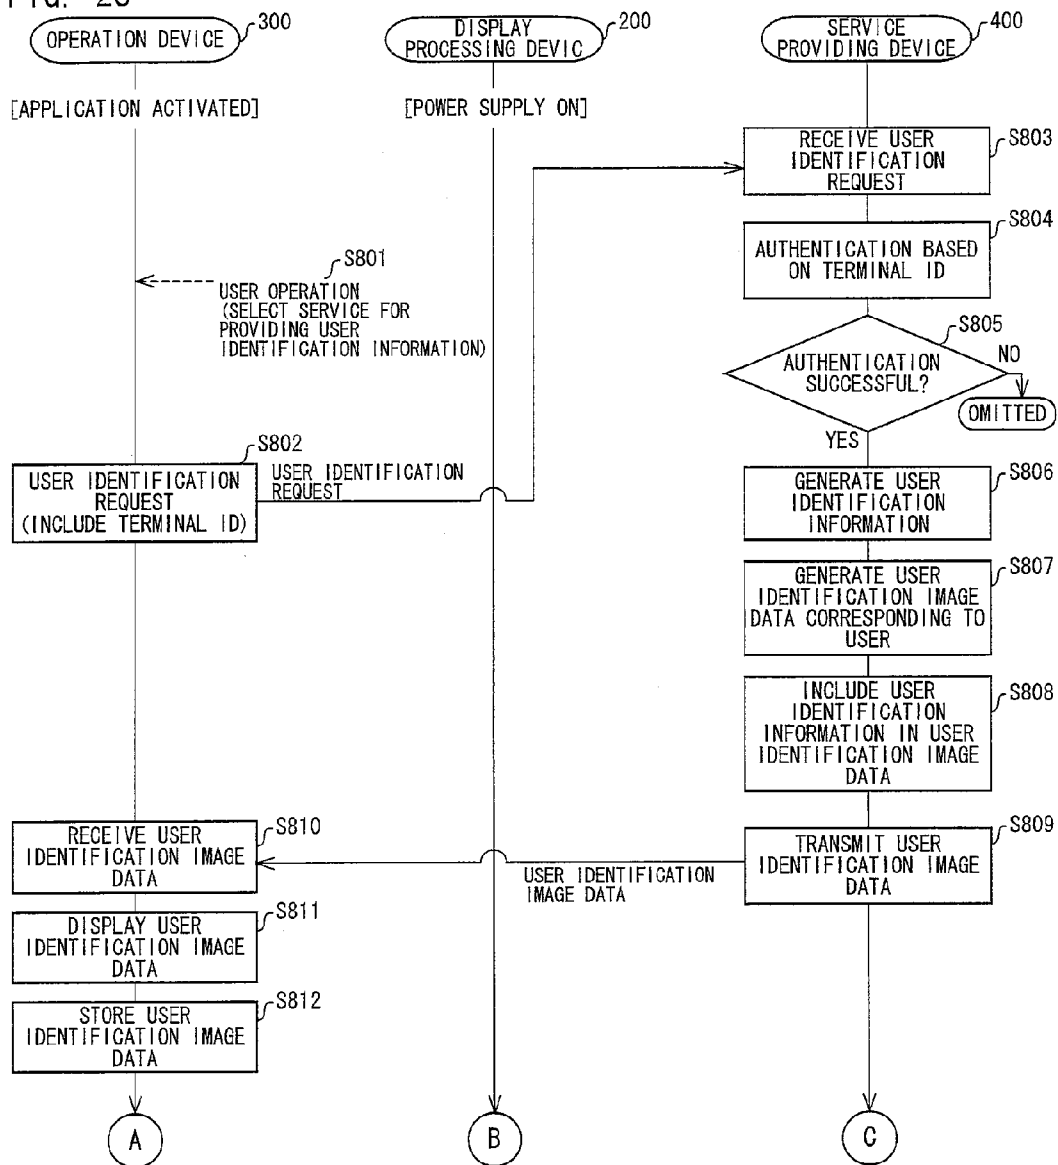 OPERATION DEVICE
300
DISPLAY
PROCESSING DEVIC
200
SERVICE
PROVIDING DEVICE
400
[APPLICATION ACTIVATED]
[POWER SUPPLY ON]
RECEIVE USER
IDENTIFICATION
REQUEST
S803
AUTHENTICATION BASED
ON TERMINAL ID
S804
S801
USER OPERATION
(SELECT SERVICE FOR
PROVIDING USER
IDENTIFICATION INFORMATION)
AUTHENTICATION
SUCCESSFUL?
S805
NO
OMITTED
YES
USER IDENTIFICATION
REQUEST
(INCLUDE TERMINAL ID)
S802
USER IDENTIFICATION
REQUEST
GENERATE USER
IDENTIFICATION
INFORMATION
S806
GENERATE USER
IDENTIFICATION IMAGE
DATA CORRESPONDING TO
USER
S807
INCLUDE USER
IDENTIFICATION
INFORMATION IN USER
IDENTIFICATION IMAGE
DATA
S808
TRANSMIT USER
IDENTIFICATION IMAGE
DATA
S809
USER IDENTIFICATION
IMAGE DATA
RECEIVE USER
IDENTIFICATION IMAGE
DATA
S810
DISPLAY USER
IDENTIFICATION IMAGE
DATA
S811
STORE USER
IDENTIFICATION IMAGE
DATA
S812
A
B
C